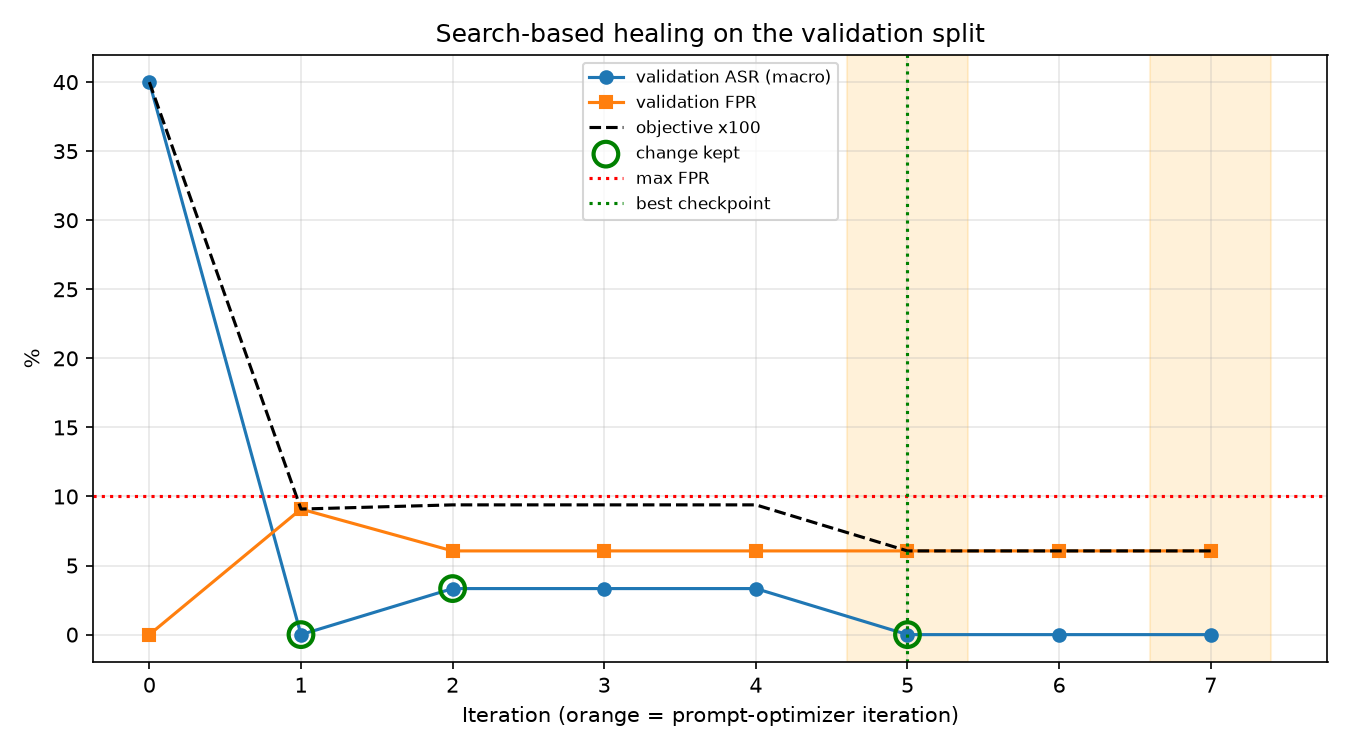 Search-based healing on the validation split
validation ASR (macro)
validation FPR
objective x100
change kept
max FPR
best checkpoint
%
40
35
30
25
20
15
10
5
0
0 1 2 3 4 5 6 7
Iteration (orange = prompt-optimizer iteration)